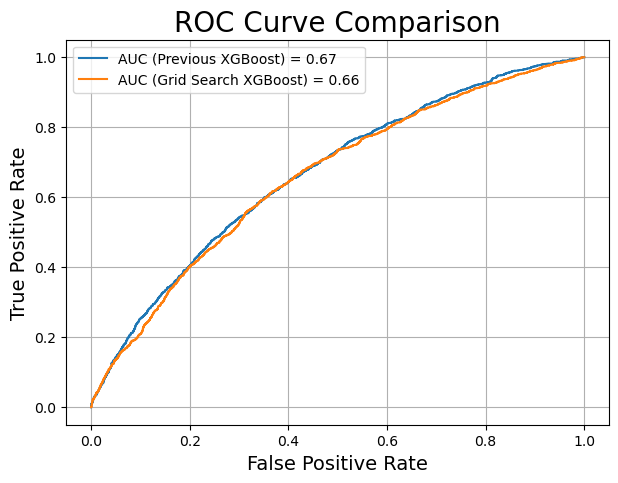 ROC Curve Comparison
AUC (Previous XGBoost) = 0.67
AUC (Grid Search XGBoost) = 0.66
True Positive Rate
1.0
0.8
0.6
0.4
0.2
0.0
0.0 0.2 0.4 0.6 0.8 1.0
False Positive Rate